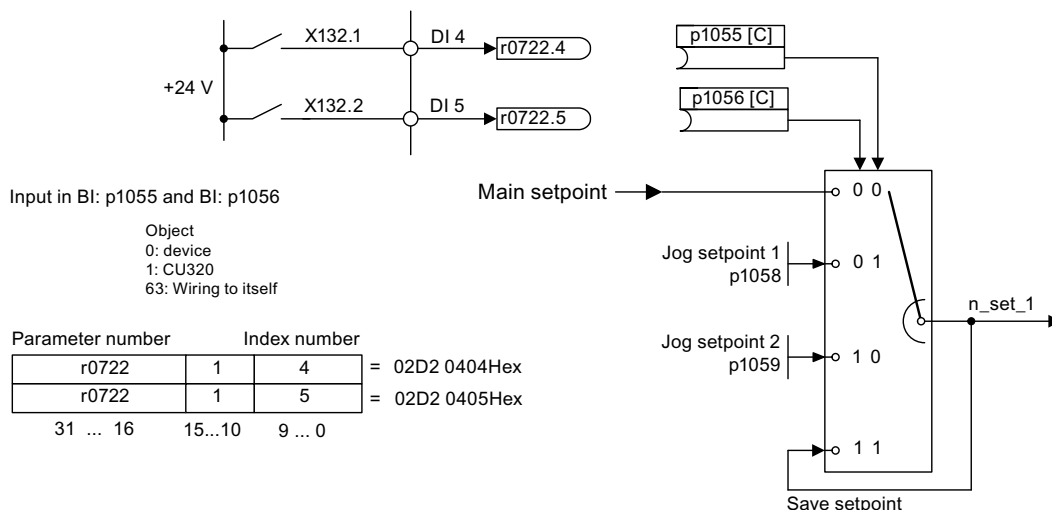 X132.1 DI 4 r0722.4
p1055 [C]
+24 V
p1056 [C]
X132.2 DI 5 r0722.5
Input in BI: p1055 and BI: p1056
Main setpoint 0 0
Object
0: device
1: CU320
63: Wiring to itself
Jog setpoint 1 0 1
p1058
n_set_1
Parameter number Index number
Jog setpoint 2 1 0
p1059
r0722 1 4 = 02D2 0404Hex
r0722 1 5 = 02D2 0405Hex
31 ... 16 15...10 9 ... 0
1 1
Save setpoint